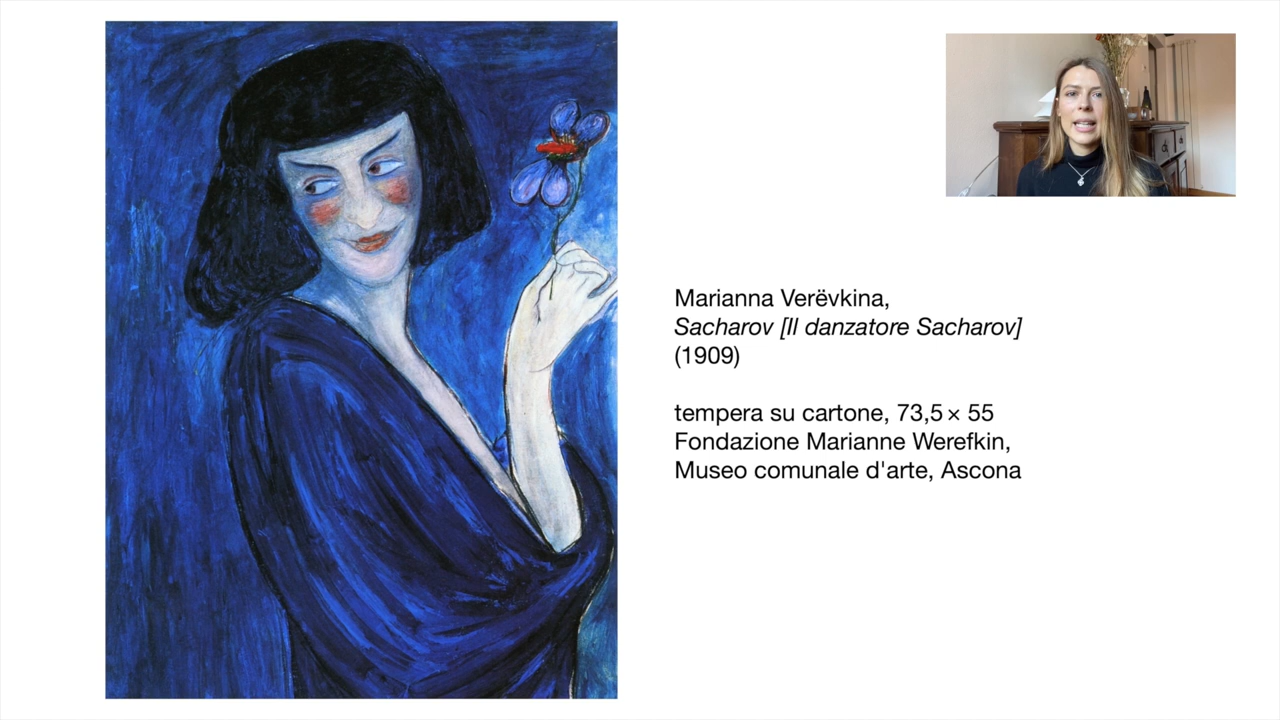 Marianna Verëvkina,
Sacharov [Il danzatore Sacharov]
(1909)
tempera su cartone, 73,5 × 55
Fondazione Marianne Werefkin,
Museo comunale d'arte, Ascona